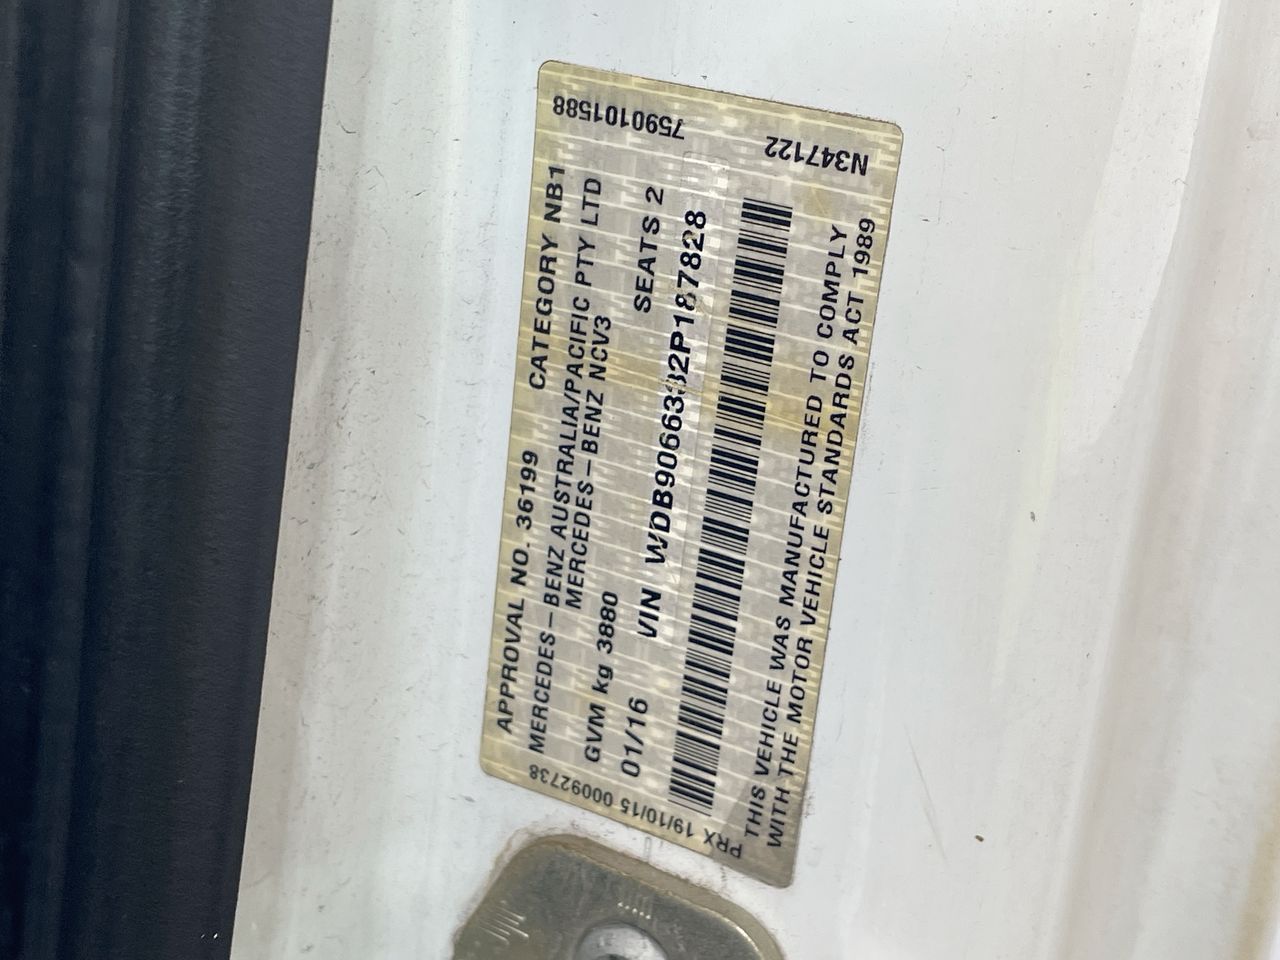 APPROVAL NO. 36199 CATEGORY NB1
MERCEDES-BENZ AUSTRALIA/PACIFIC PTY LTD
MERCEDES-BENZ NCV3
GVM kg 3880
01/16 SEATS 2
VIN WDB9066332P187828
THIS VEHICLE WAS MANUFACTURED TO COMPLY
WITH THE MOTOR VEHICLE STANDARDS ACT 1989
PRX 19/10/15 00092738
7590101588
N347122